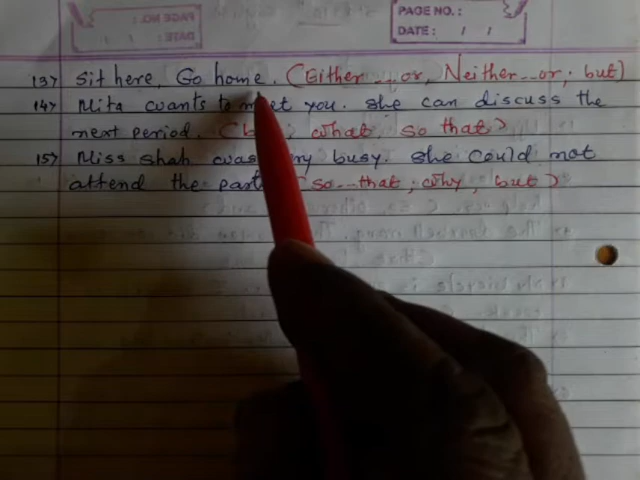 PAGE NO.:
DATE: / /
13> Sit here, Go home. (Either...or, Neither...or, but)
14> Mita wants to meet you. she can discuss the
next period. ( what so that)
15> Miss shah was busy. she could not
attend the (so...that, why, but)